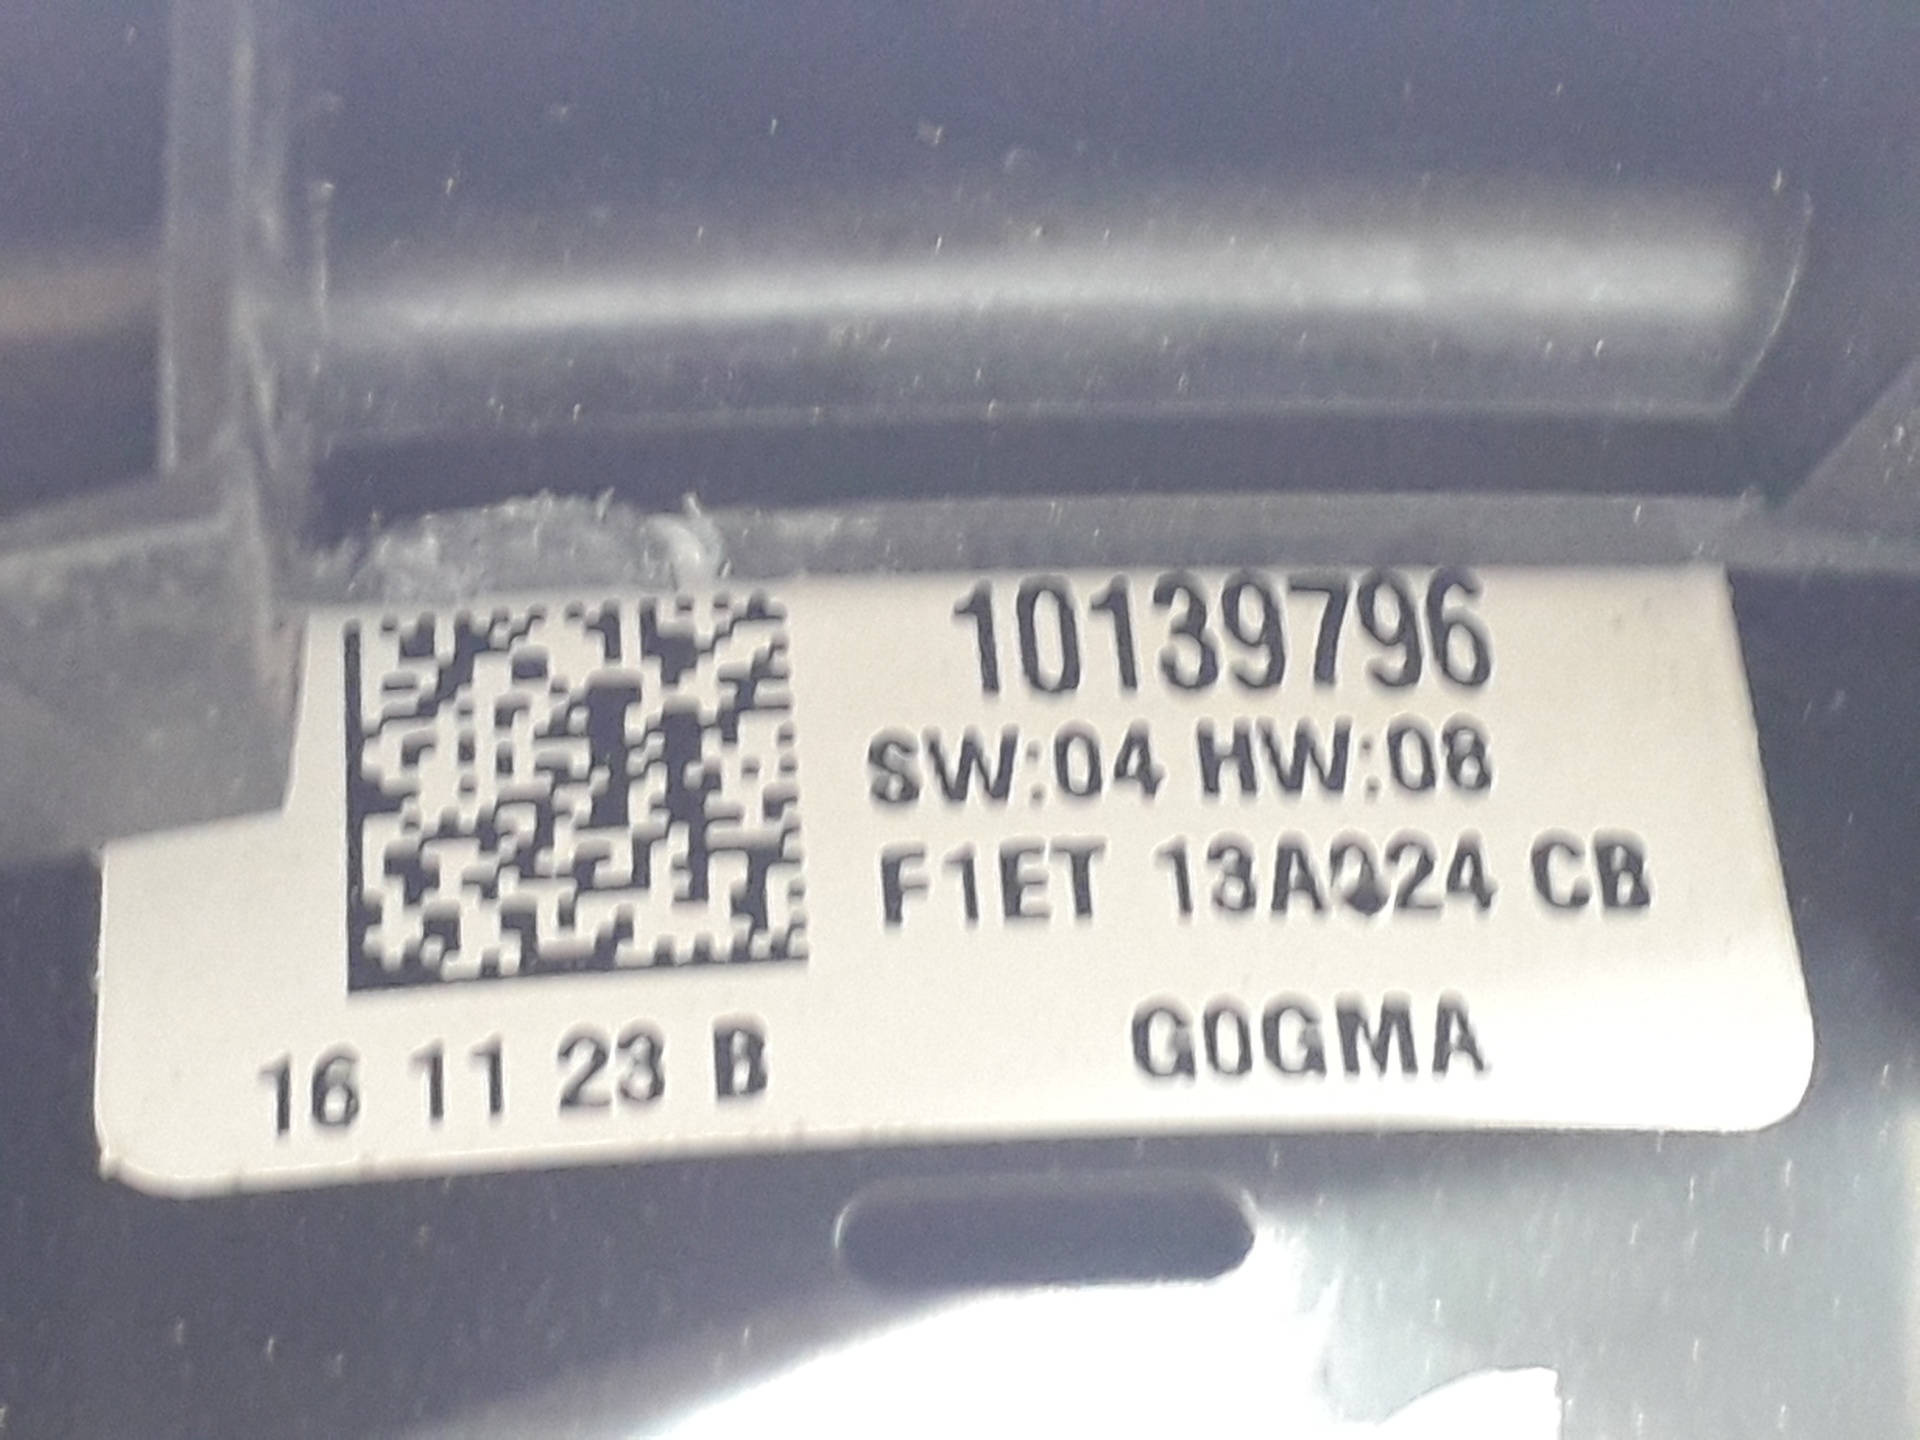 10139796
SW:04 HW:08
F1ET 13A024 CB
16 11 23 B
G0GMA